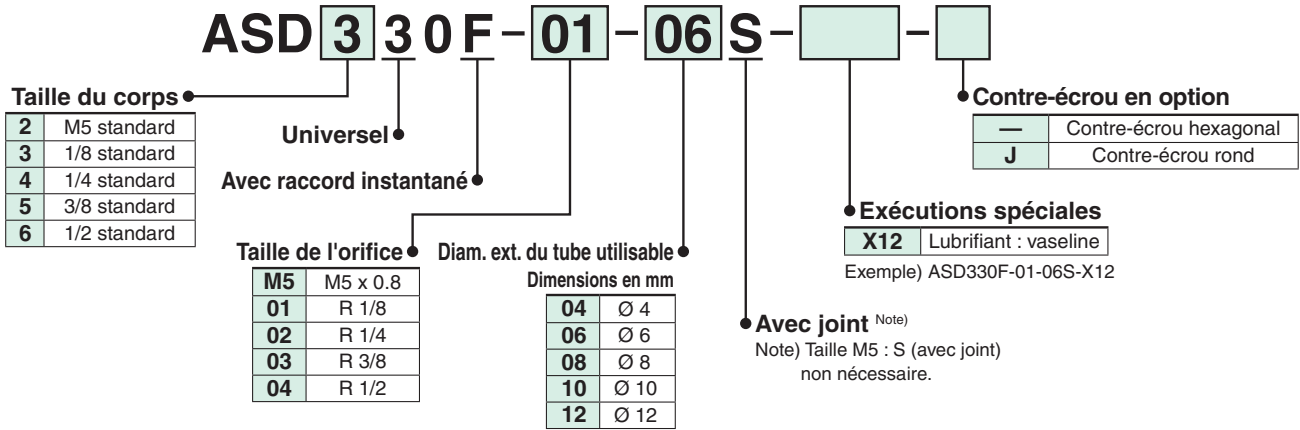 ASD 3 3 0 F – 01 – 06 S – –
Taille du corps
2 M5 standard
3 1/8 standard
4 1/4 standard
5 3/8 standard
6 1/2 standard
Universel
Avec raccord instantané
Taille de l'orifice
M5 M5 x 0.8
01 R 1/8
02 R 1/4
03 R 3/8
04 R 1/2
Diam. ext. du tube utilisable
Dimensions en mm
04 Ø 4
06 Ø 6
08 Ø 8
10 Ø 10
12 Ø 12
Avec joint Note)
Note) Taille M5 : S (avec joint)
non nécessaire.
Exécutions spéciales
X12 Lubrifiant : vaseline
Exemple) ASD330F-01-06S-X12
Contre-écrou en option
— Contre-écrou hexagonal
J Contre-écrou rond